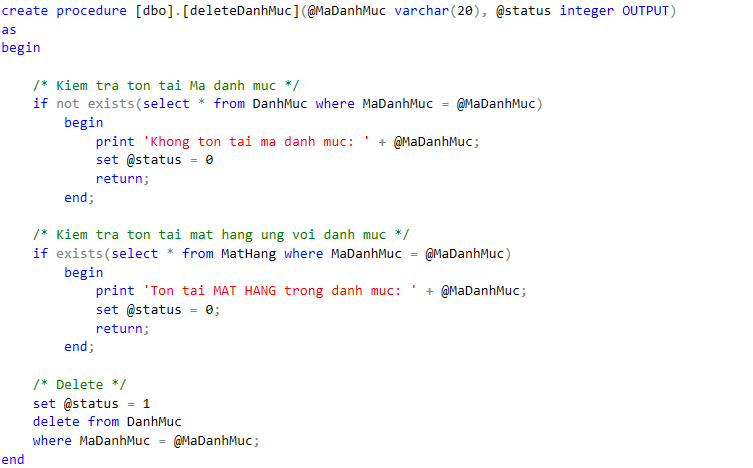 create procedure [dbo].[deleteDanhMuc](@MaDanhMuc varchar(20), @status integer OUTPUT)
as
begin
/* Kiem tra ton tai Ma danh muc */
if not exists(select * from DanhMuc where MaDanhMuc = @MaDanhMuc)
begin
print 'Khong ton tai ma danh muc: ' + @MaDanhMuc;
set @status = 0
return;
end;
/* Kiem tra ton tai mat hang ung voi danh muc */
if exists(select * from MatHang where MaDanhMuc = @MaDanhMuc)
begin
print 'Ton tai MAT HANG trong danh muc: ' + @MaDanhMuc;
set @status = 0;
return;
end;
/* Delete */
set @status = 1
delete from DanhMuc
where MaDanhMuc = @MaDanhMuc;
end